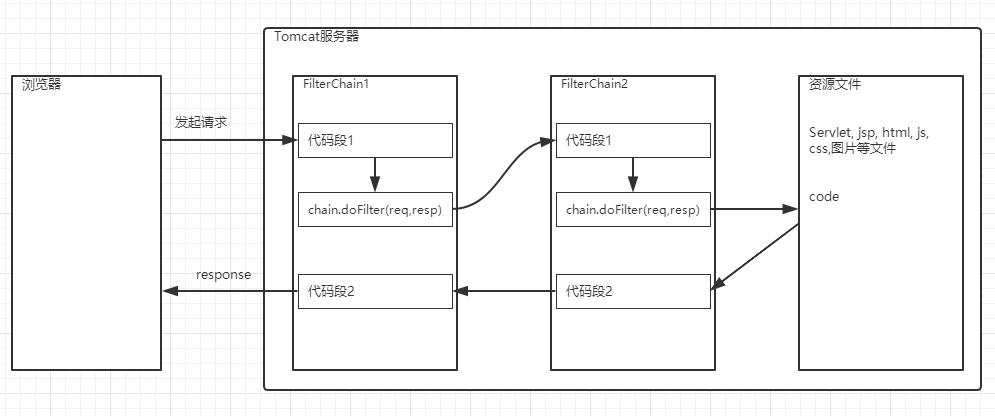 Tomcat服务器
浏览器
FilterChain1
FilterChain2
资源文件
发起请求
代码段1
代码段1
Servlet, jsp, html, js,
css,图片等文件
chain.doFilter(req,resp)
chain.doFilter(req,resp)
code
response
代码段2
代码段2